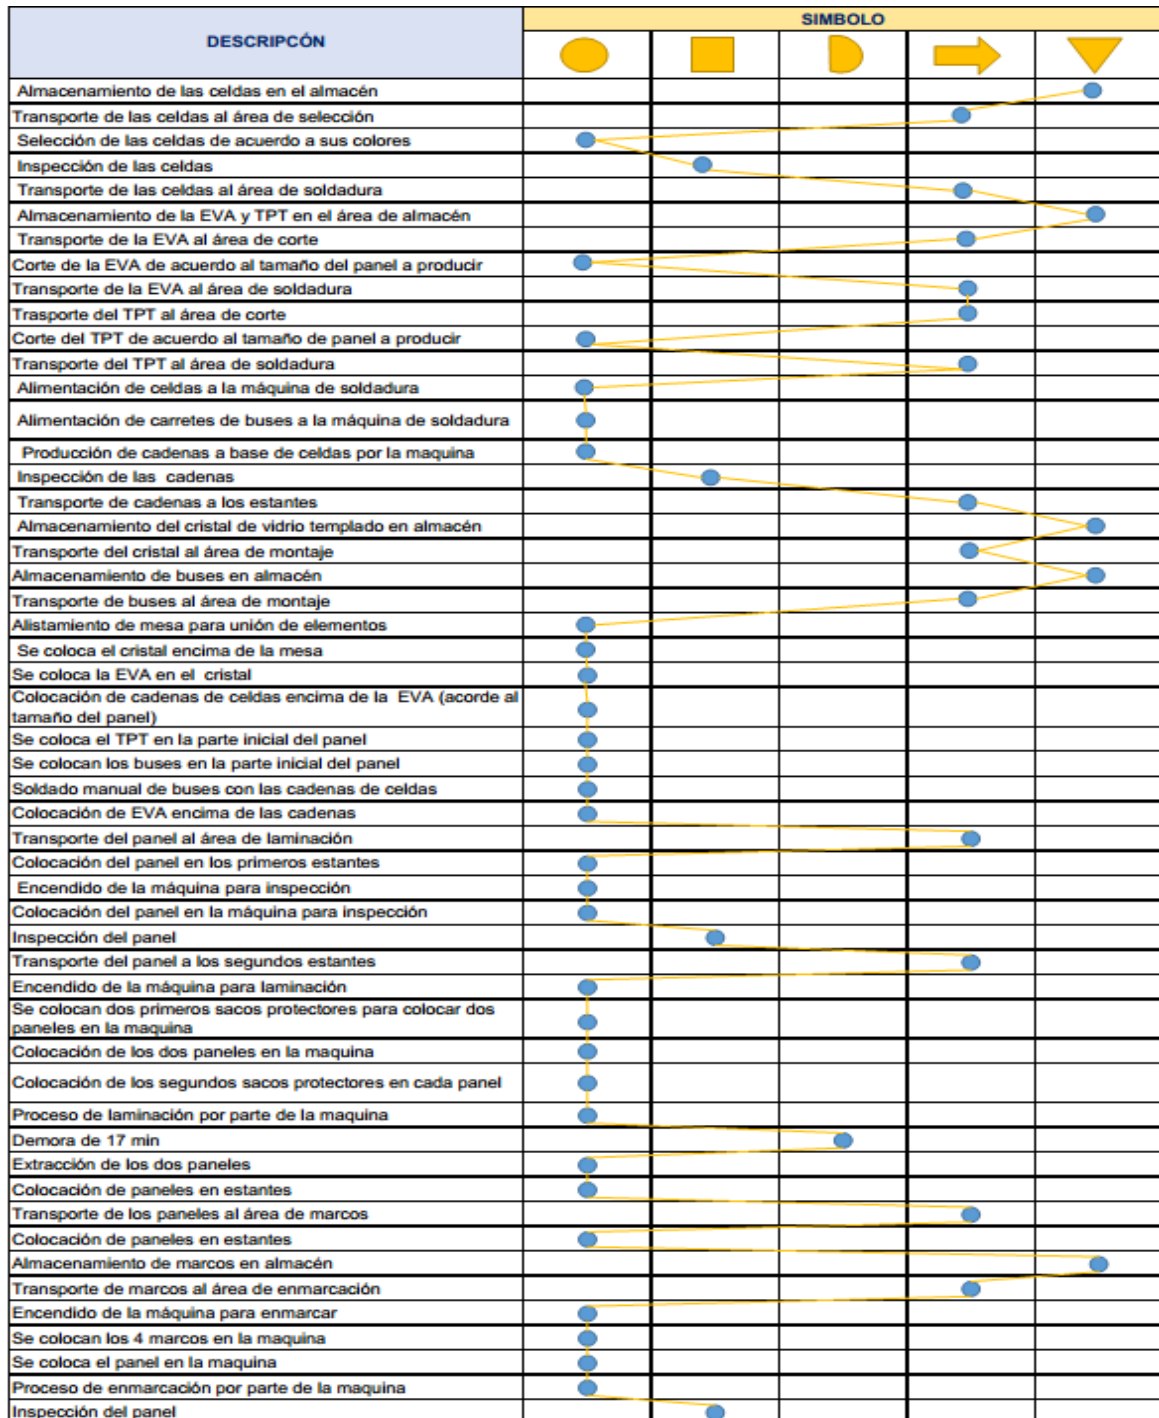 DESCRIPCÓN
SIMBOLO
Almacenamiento de las celdas en el almacén
Transporte de las celdas al área de selección
Selección de las celdas de acuerdo a sus colores
Inspección de las celdas
Transporte de las celdas al área de soldadura
Almacenamiento de la EVA y TPT en el área de almacén
Transporte de la EVA al área de corte
Corte de la EVA de acuerdo al tamaño del panel a producir
Transporte de la EVA al área de soldadura
Trasporte del TPT al área de corte
Corte del TPT de acuerdo al tamaño de panel a producir
Transporte del TPT al área de soldadura
Alimentación de celdas a la máquina de soldadura
Alimentación de carretes de buses a la máquina de soldadura
Producción de cadenas a base de celdas por la maquina
Inspección de las cadenas
Transporte de cadenas a los estantes
Almacenamiento del cristal de vidrio templado en almacén
Transporte del cristal al área de montaje
Almacenamiento de buses en almacén
Transporte de buses al área de montaje
Alistamiento de mesa para unión de elementos
Se coloca el cristal encima de la mesa
Se coloca la EVA en el cristal
Colocación de cadenas de celdas encima de la EVA (acorde al
tamaño del panel)
Se coloca el TPT en la parte inicial del panel
Se colocan los buses en la parte inicial del panel
Soldado manual de buses con las cadenas de celdas
Colocación de EVA encima de las cadenas
Transporte del panel al área de laminación
Colocación del panel en los primeros estantes
Encendido de la máquina para inspección
Colocación del panel en la máquina para inspección
Inspección del panel
Transporte del panel a los segundos estantes
Encendido de la máquina para laminación
Se colocan dos primeros sacos protectores para colocar dos
paneles en la maquina
Colocación de los dos paneles en la maquina
Colocación de los segundos sacos protectores en cada panel
Proceso de laminación por parte de la maquina
Demora de 17 min
Extracción de los dos paneles
Colocación de paneles en estantes
Transporte de los paneles al área de marcos
Colocación de paneles en estantes
Almacenamiento de marcos en almacén
Transporte de marcos al área de enmarcación
Encendido de la máquina para enmarcar
Se colocan los 4 marcos en la maquina
Se coloca el panel en la maquina
Proceso de enmarcación por parte de la maquina
Inspección del panel